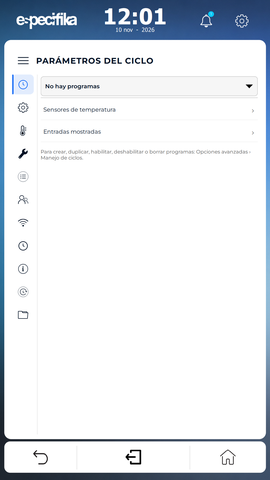 e-specifika
12:01
10 nov - 2026
PARÁMETROS DEL CICLO
No hay programas
Sensores de temperatura
Entradas mostradas
Para crear, duplicar, habilitar, deshabilitar o borrar programas: Opciones avanzadas -
Manejo de ciclos.